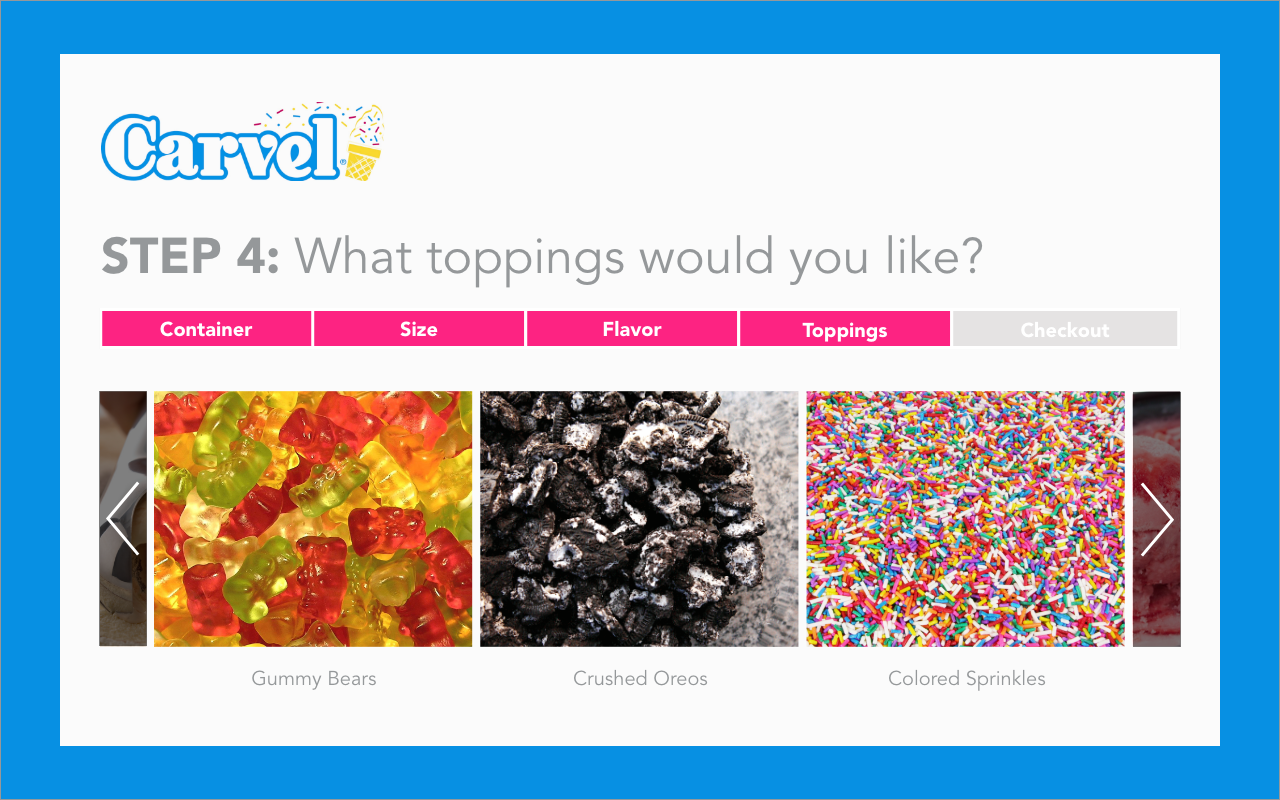 Carvel®
STEP 4: What toppings would you like?
Container Size Flavor Toppings Checkout
Gummy Bears Crushed Oreos Colored Sprinkles